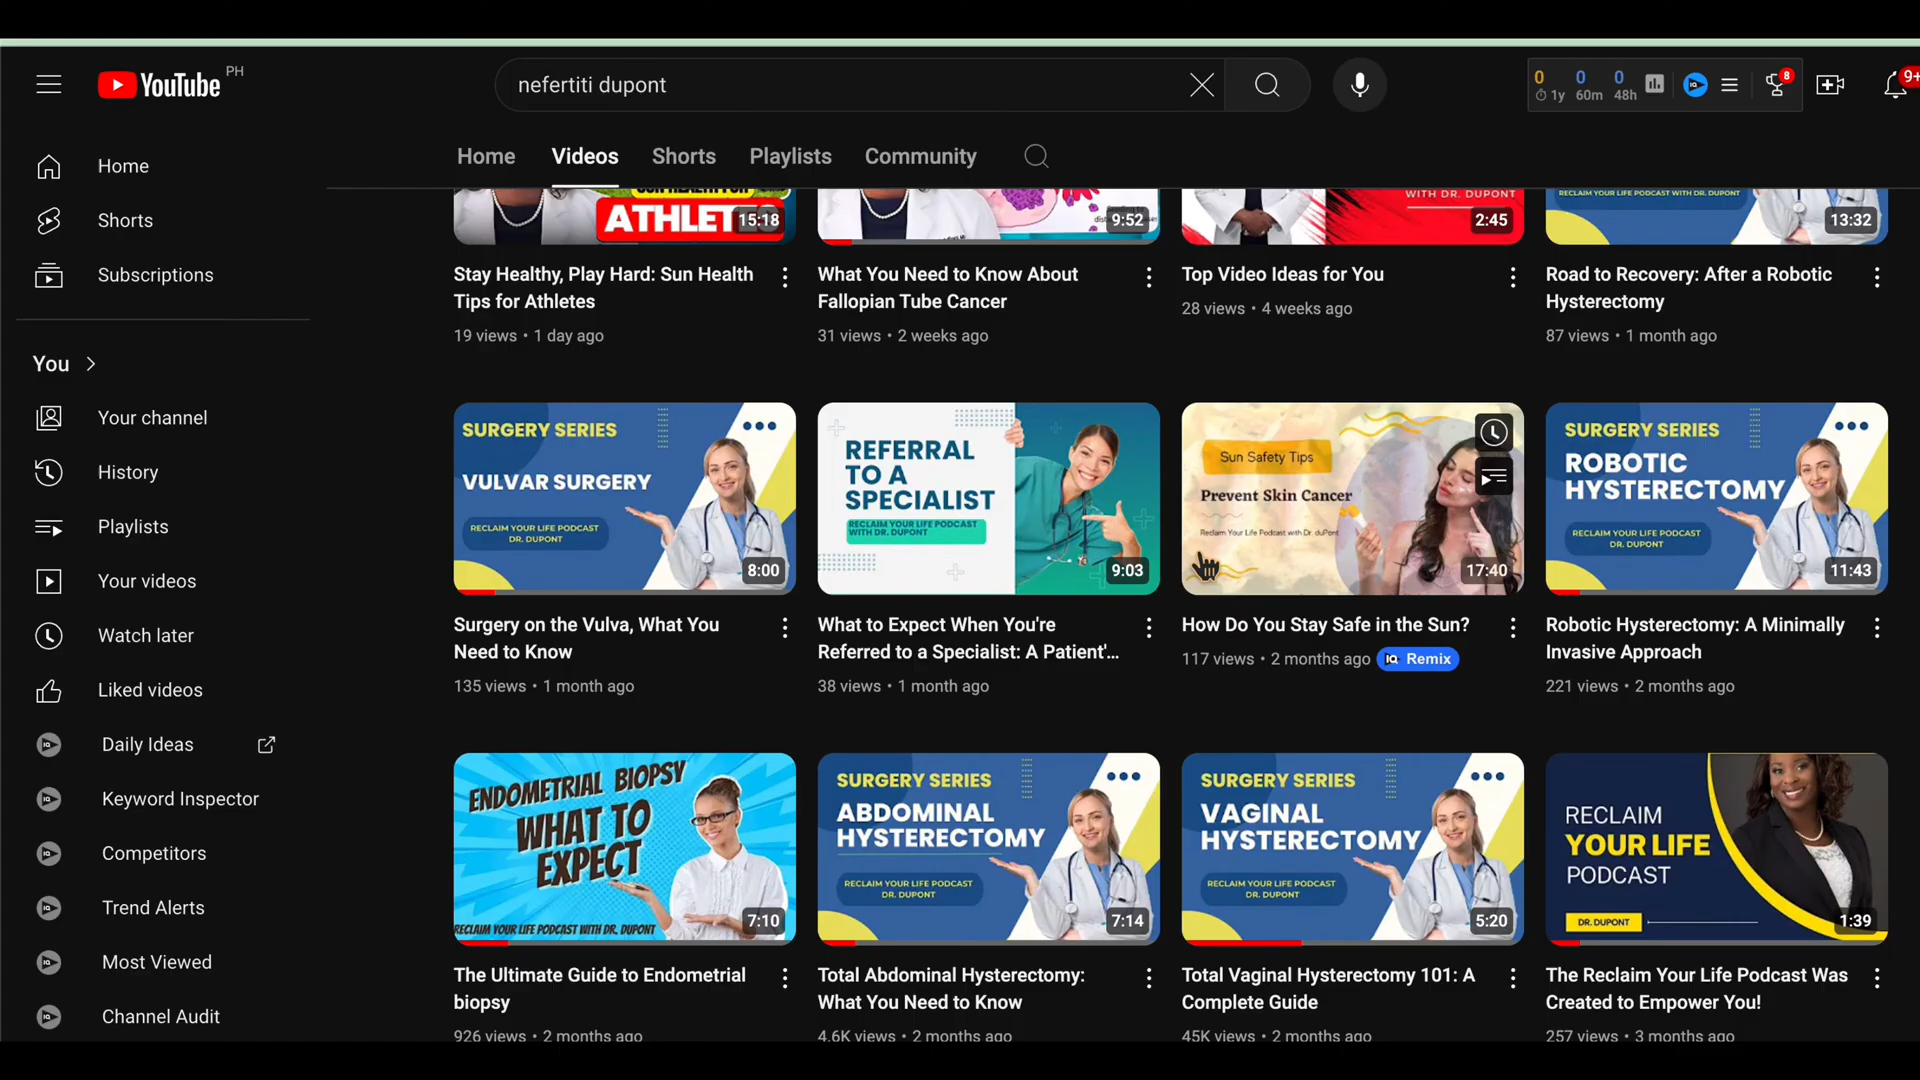 YouTube PH
nefertiti dupont
0 0 0
1y 60m 48h
8
9+
Home
Shorts
Subscriptions
You
Your channel
History
Playlists
Your videos
Watch later
Liked videos
Daily Ideas
Keyword Inspector
Competitors
Trend Alerts
Most Viewed
Channel Audit
Home Videos Shorts Playlists Community
ATHLET
15:18
Stay Healthy, Play Hard: Sun Health
Tips for Athletes
19 views • 1 day ago
9:52
What You Need to Know About
Fallopian Tube Cancer
31 views • 2 weeks ago
WITH DR. DUPONT
2:45
Top Video Ideas for You
28 views • 4 weeks ago
RECLAIM YOUR LIFE PODCAST WITH DR. DUPONT
13:32
Road to Recovery: After a Robotic
Hysterectomy
87 views • 1 month ago
SURGERY SERIES
VULVAR SURGERY
RECLAIM YOUR LIFE PODCAST
DR. DUPONT
8:00
Surgery on the Vulva, What You
Need to Know
135 views • 1 month ago
REFERRAL
TO A
SPECIALIST
RECLAIM YOUR LIFE PODCAST
WITH DR. DUPONT
9:03
What to Expect When You're
Referred to a Specialist: A Patient'...
38 views • 1 month ago
Sun Safety Tips
Prevent Skin Cancer
Reclaim Your Life Podcast with Dr. duPont
17:40
How Do You Stay Safe in the Sun?
117 views • 2 months ago Remix
SURGERY SERIES
ROBOTIC
HYSTERECTOMY
RECLAIM YOUR LIFE PODCAST
DR. DUPONT
11:43
Robotic Hysterectomy: A Minimally
Invasive Approach
221 views • 2 months ago
ENDOMETRIAL BIOPSY
WHAT TO
EXPECT
RECLAIM YOUR LIFE PODCAST WITH DR. DUPONT
7:10
The Ultimate Guide to Endometrial
biopsy
926 views • 2 months ago
SURGERY SERIES
ABDOMINAL
HYSTERECTOMY
RECLAIM YOUR LIFE PODCAST
DR. DUPONT
7:14
Total Abdominal Hysterectomy:
What You Need to Know
4.6K views • 2 months ago
SURGERY SERIES
VAGINAL
HYSTERECTOMY
RECLAIM YOUR LIFE PODCAST
DR. DUPONT
5:20
Total Vaginal Hysterectomy 101: A
Complete Guide
45K views • 2 months ago
RECLAIM
YOUR LIFE
PODCAST
DR. DUPONT
1:39
The Reclaim Your Life Podcast Was
Created to Empower You!
257 views • 3 months ago